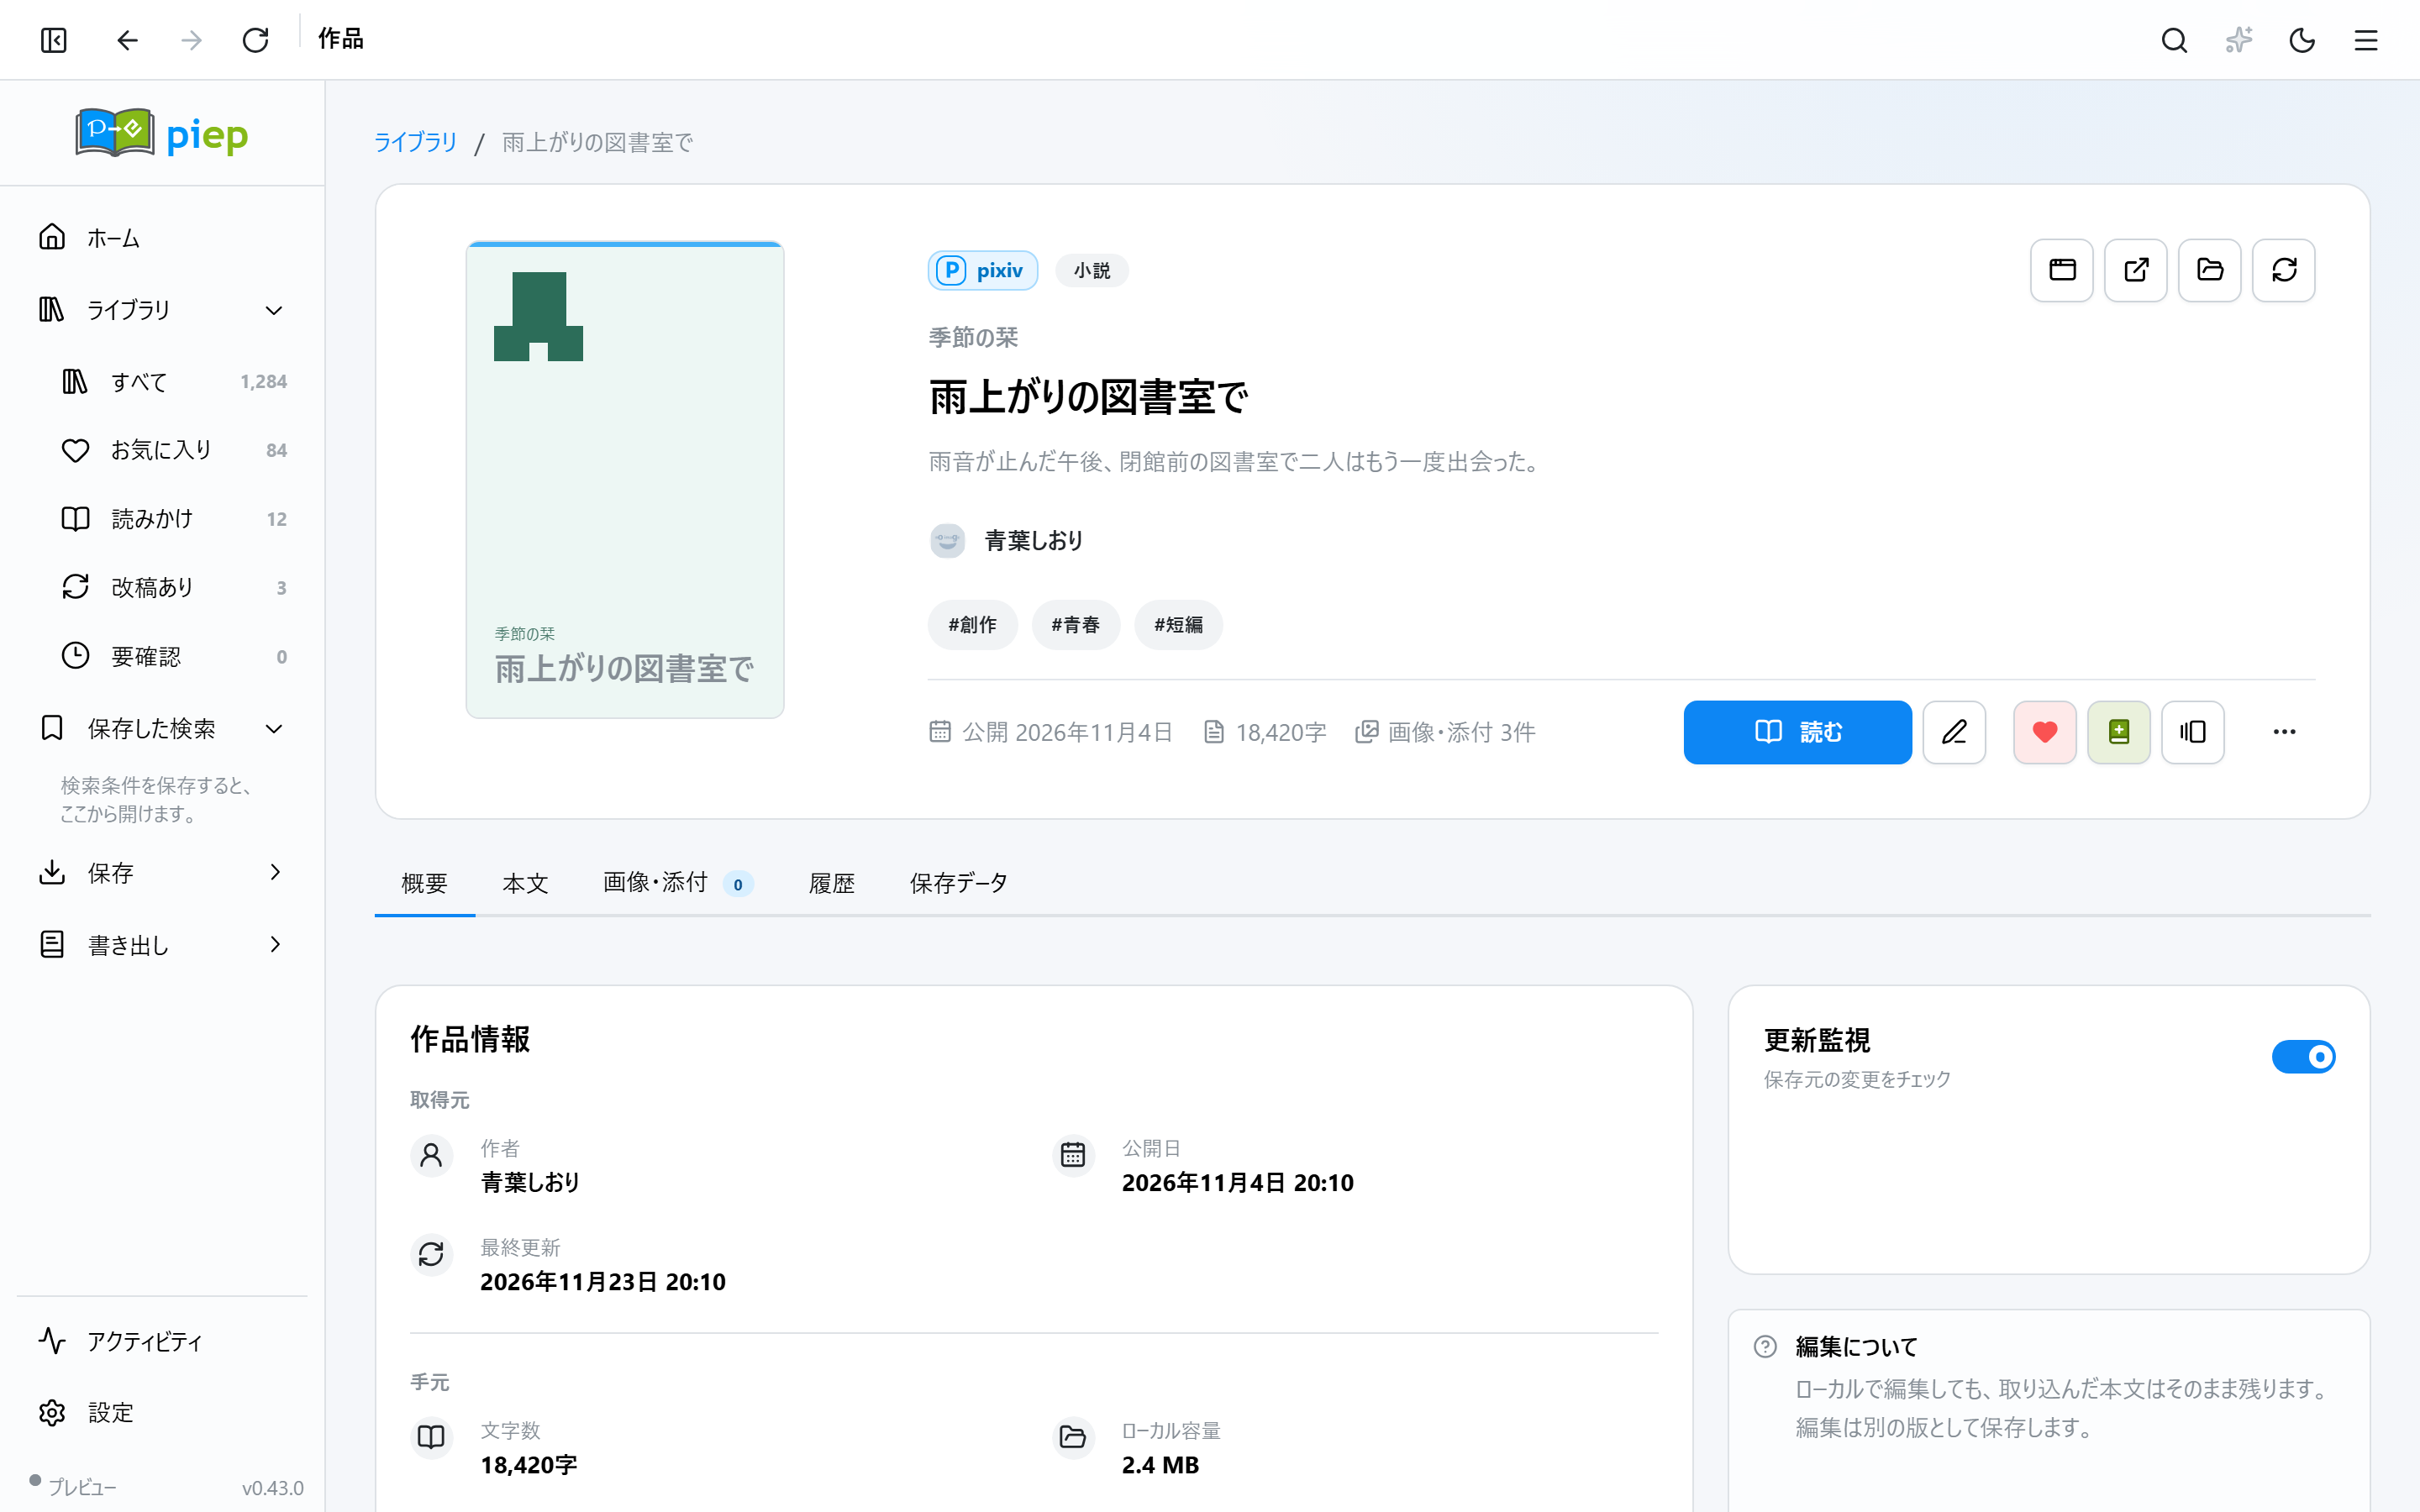 作品
piep
ホーム
ライブラリ
すべて 1,284
お気に入り 84
読みかけ 12
改稿あり 3
要確認 0
保存した検索
検索条件を保存すると、
ここから開けます。
保存
書き出し
アクティビティ
設定
プレビュー v0.43.0
ライブラリ / 雨上がりの図書室で
季節の栞
雨上がりの図書室で
P pixiv 小説
季節の栞
雨上がりの図書室で
雨音が止んだ午後、閉館前の図書室で二人はもう一度出会った。
青葉しおり
#創作 #青春 #短編
公開 2026年11月4日 18,420字 画像・添付 3件
読む
概要 本文 画像・添付 0 履歴 保存データ
作品情報
取得元
作者
青葉しおり
公開日
2026年11月4日 20:10
最終更新
2026年11月23日 20:10
手元
文字数
18,420字
ローカル容量
2.4 MB
更新監視
保存元の変更をチェック
編集について
ローカルで編集しても、取り込んだ本文はそのまま残ります。
編集は別の版として保存します。